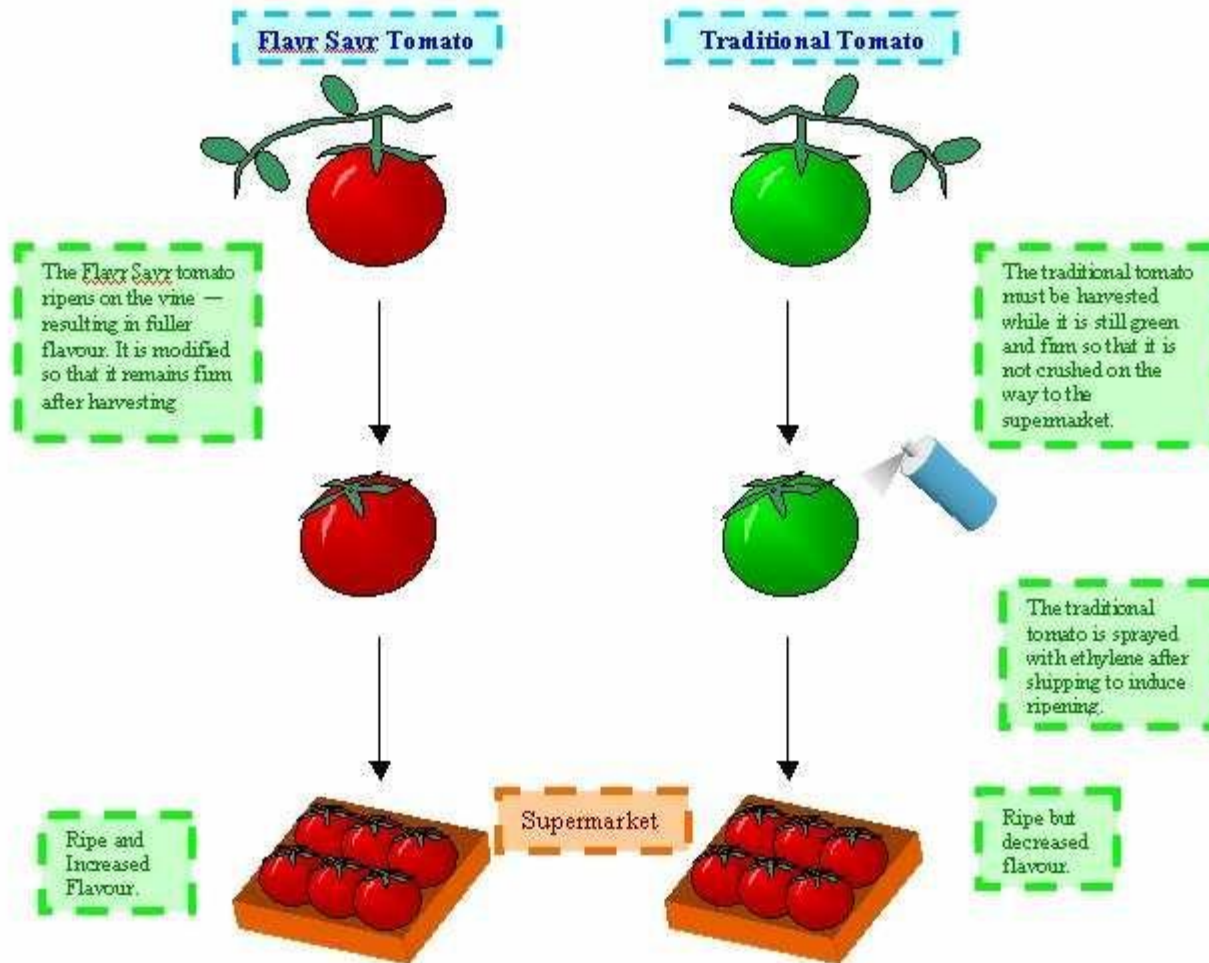 Flavr Savr Tomato
Traditional Tomato
The Flavr Savr tomato
ripens on the vine —
resulting in fuller
flavour. It is modified
so that it remains firm
after harvesting
The traditional tomato
must be harvested
while it is still green
and firm so that it is
not crushed on the
way to the
supermarket.
The traditional
tomato is sprayed
with ethylene after
shipping to induce
ripening.
Supermarket
Ripe and
Increased
Flavour.
Ripe but
decreased
flavour.